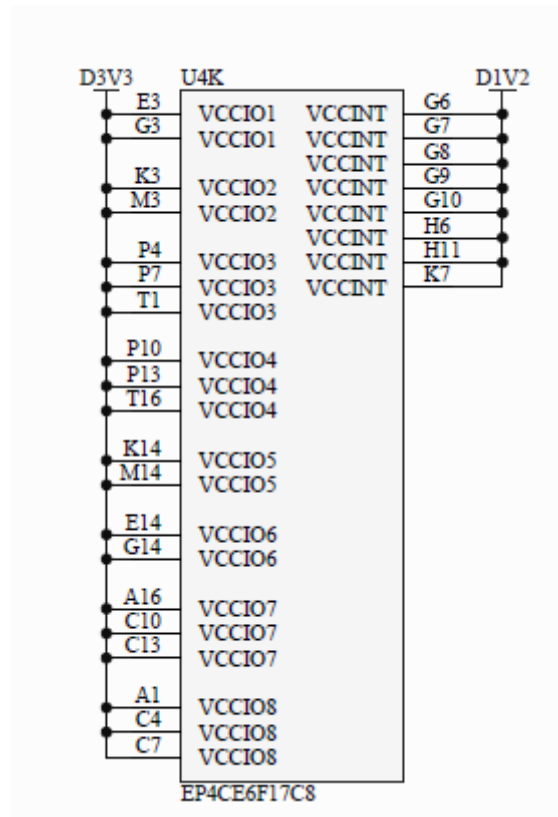 D3V3 U4K D1V2
E3 VCCIO1 VCCINT G6
G3 VCCIO1 VCCINT G7
VCCINT G8
K3 VCCIO2 VCCINT G9
M3 VCCIO2 VCCINT G10
VCCINT H6
P4 VCCIO3 VCCINT H11
P7 VCCIO3 VCCINT K7
T1 VCCIO3
P10 VCCIO4
P13 VCCIO4
T16 VCCIO4
K14 VCCIO5
M14 VCCIO5
E14 VCCIO6
G14 VCCIO6
A16 VCCIO7
C10 VCCIO7
C13 VCCIO7
A1 VCCIO8
C4 VCCIO8
C7 VCCIO8
EP4CE6F17C8